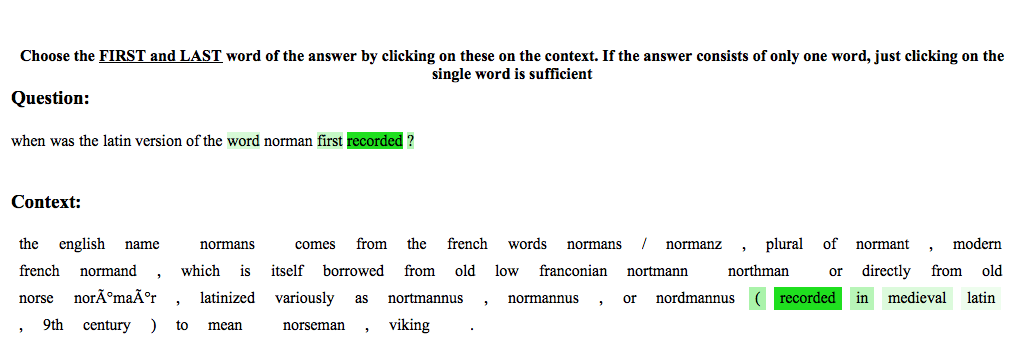 Choose the FIRST and LAST word of the answer by clicking on these on the context. If the answer consists of only one word, just clicking on the
single word is sufficient
Question:
when was the latin version of the word norman first recorded ?
Context:
the english name normans comes from the french words normans / normanz , plural of normant , modern
french normand , which is itself borrowed from old low franconian nortmann northman or directly from old
norse norÃºmaÃºr , latinized variously as nortmannus , normannus , or nordmannus ( recorded in medieval latin
, 9th century ) to mean norseman , viking .